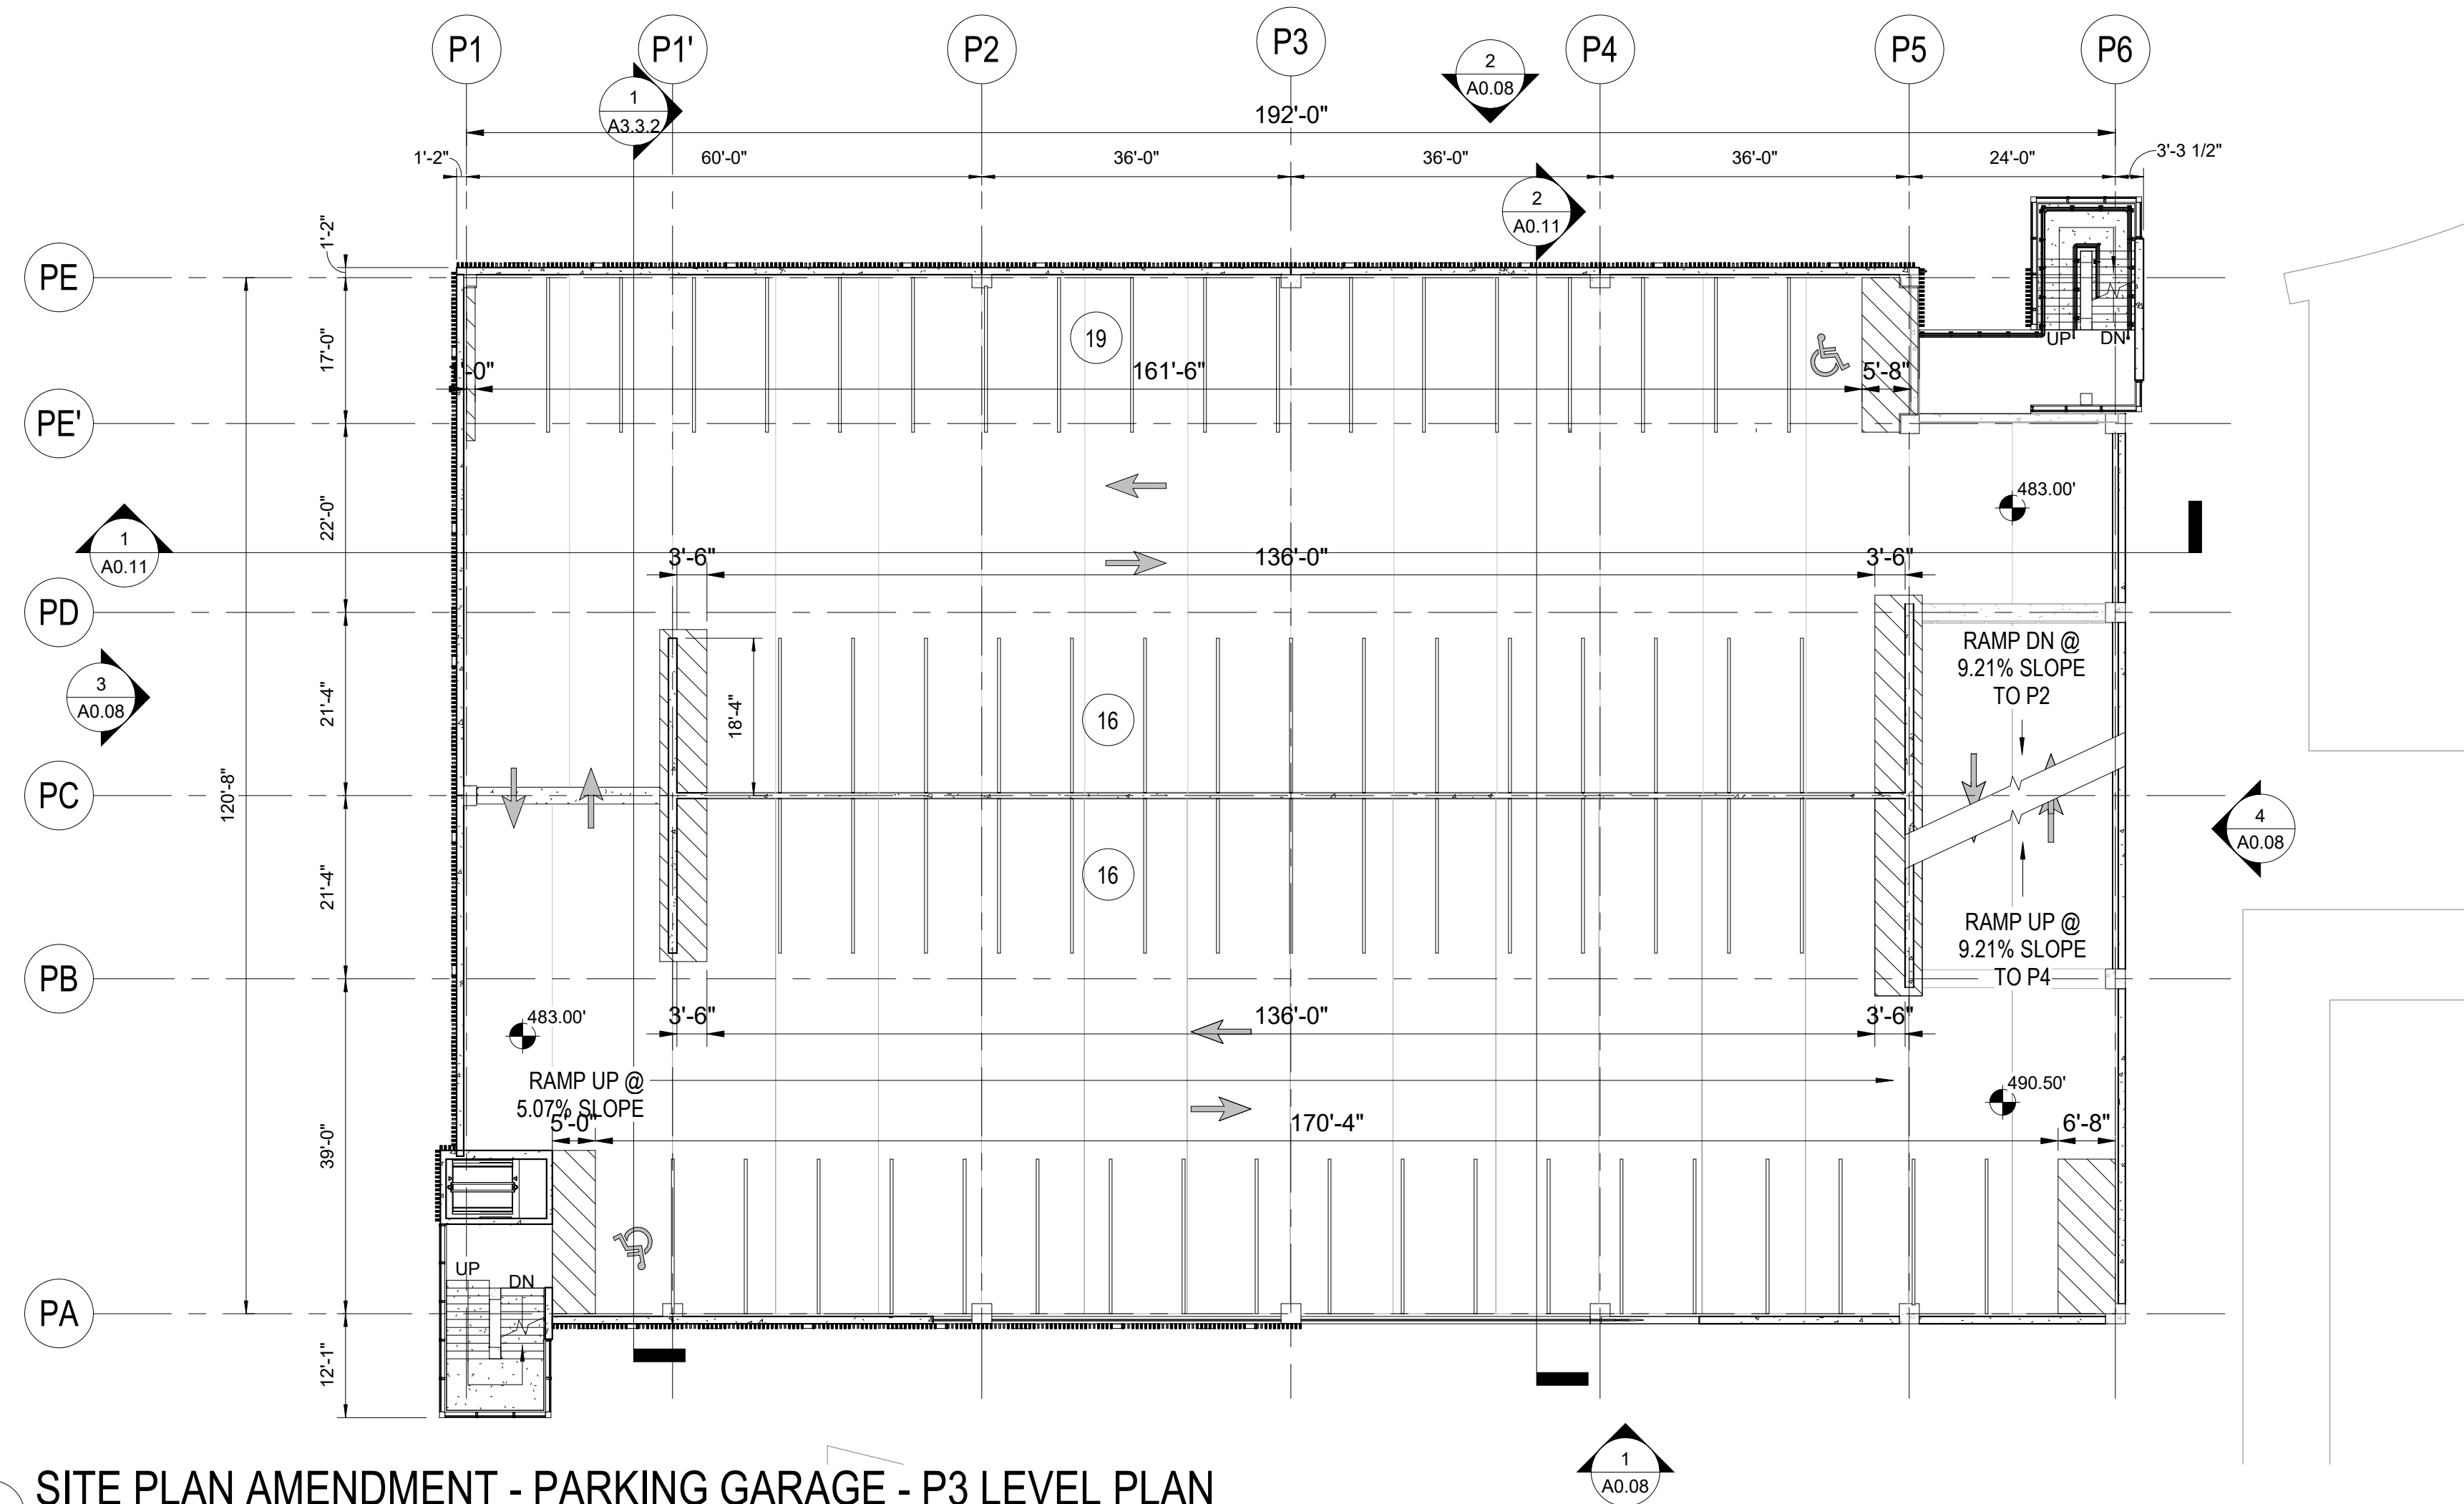 P1 P1' P2 P3 P4 P5 P6
1
A3.3.2
2
A0.08
192'-0"
1'-2" 60'-0" 36'-0" 36'-0" 36'-0" 24'-0" 3'-3 1/2"
2
A0.11
1'-2"
PE
UP DN
17'-0"
19
-0" 161'-6" 5'-8"
PE'
483.00'
22'-0"
1
A0.11
3'-6" 136'-0" 3'-6"
PD
RAMP DN @
9.21% SLOPE
TO P2
3
A0.08
21'-4"
18'-4"
16
120'-8"
PC
4
A0.08
21'-4"
16
RAMP UP @
9.21% SLOPE
TO P4
PB
483.00'
3'-6" 136'-0" 3'-6"
RAMP UP @
5.07% SLOPE
490.50'
39'-0"
5'-0" 170'-4" 6'-8"
UP DN
PA
12'-1"
1
A0.08
SITE PLAN AMENDMENT - PARKING GARAGE - P3 LEVEL PLAN